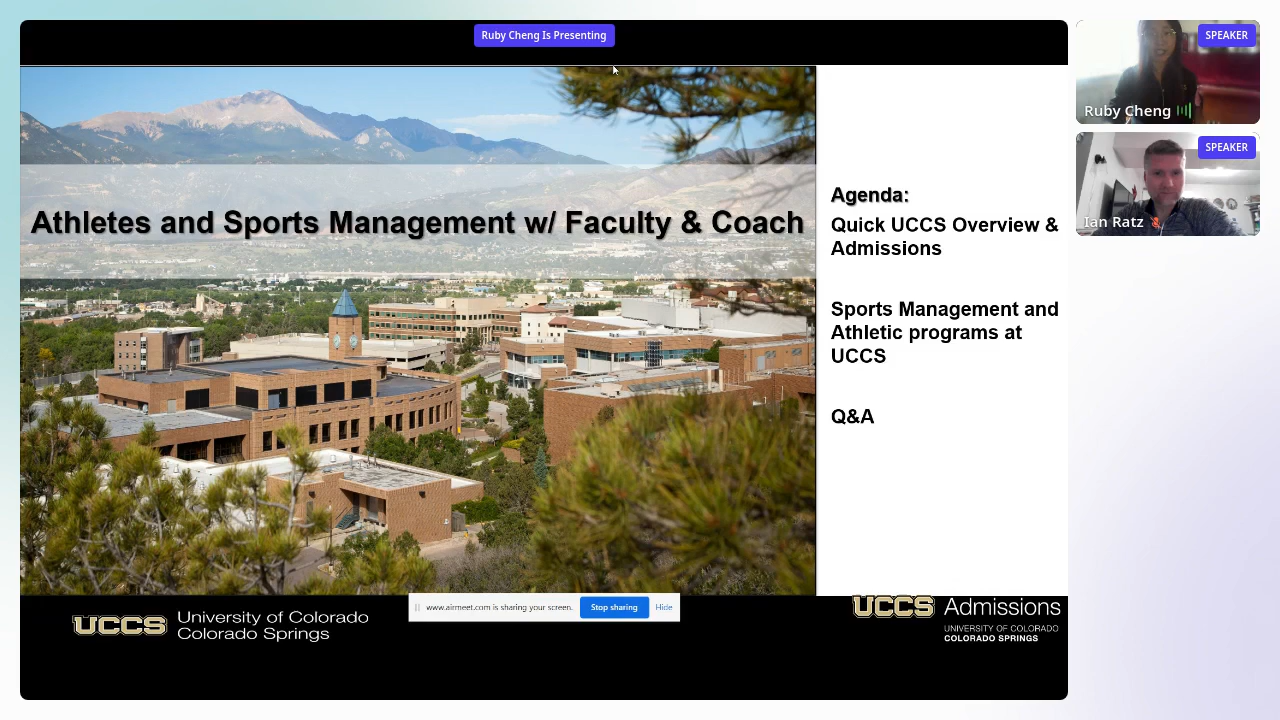 Ruby Cheng Is Presenting
Athletes and Sports Management w/ Faculty & Coach
Agenda:
Quick UCCS Overview &
Admissions
Sports Management and
Athletic programs at
UCCS
Q&A
UCCS
University of Colorado
Colorado Springs
www.airmeet.com is sharing your screen.
Stop sharing
Hide
UCCS Admissions
UNIVERSITY OF COLORADO
COLORADO SPRINGS
SPEAKER
Ruby Cheng
SPEAKER
Ian Ratz